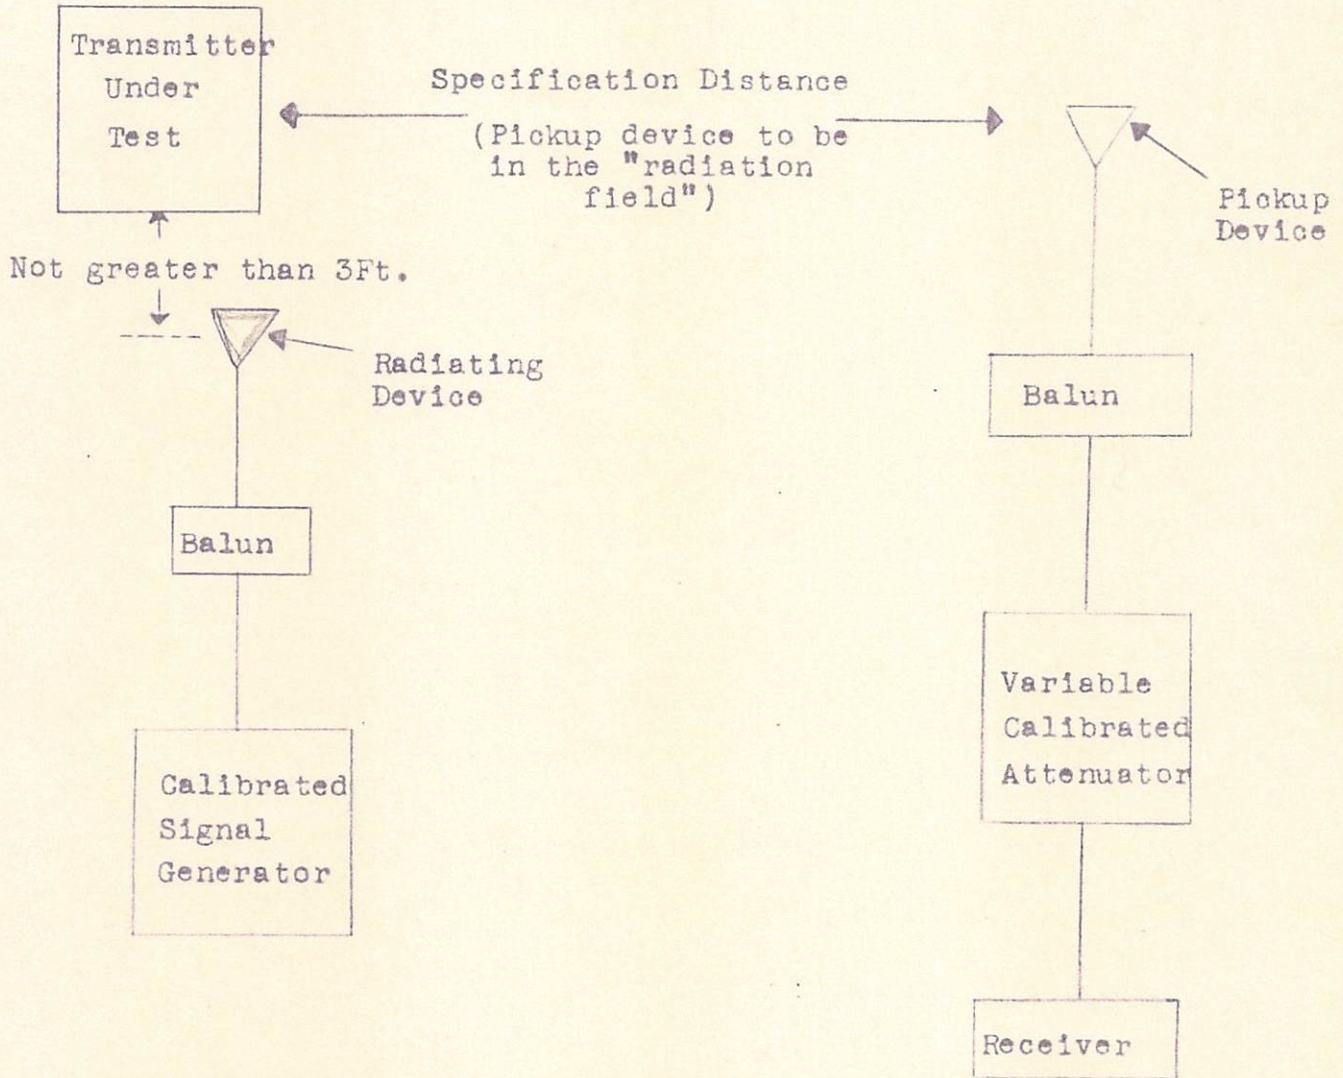 Transmitter
Under
Test
Specification Distance
(Pickup device to be
in the "radiation
field")
Pickup
Device
Not greater than 3Ft.
Radiating
Device
Balun
Balun
Calibrated
Signal
Generator
Variable
Calibrated
Attenuator
Receiver